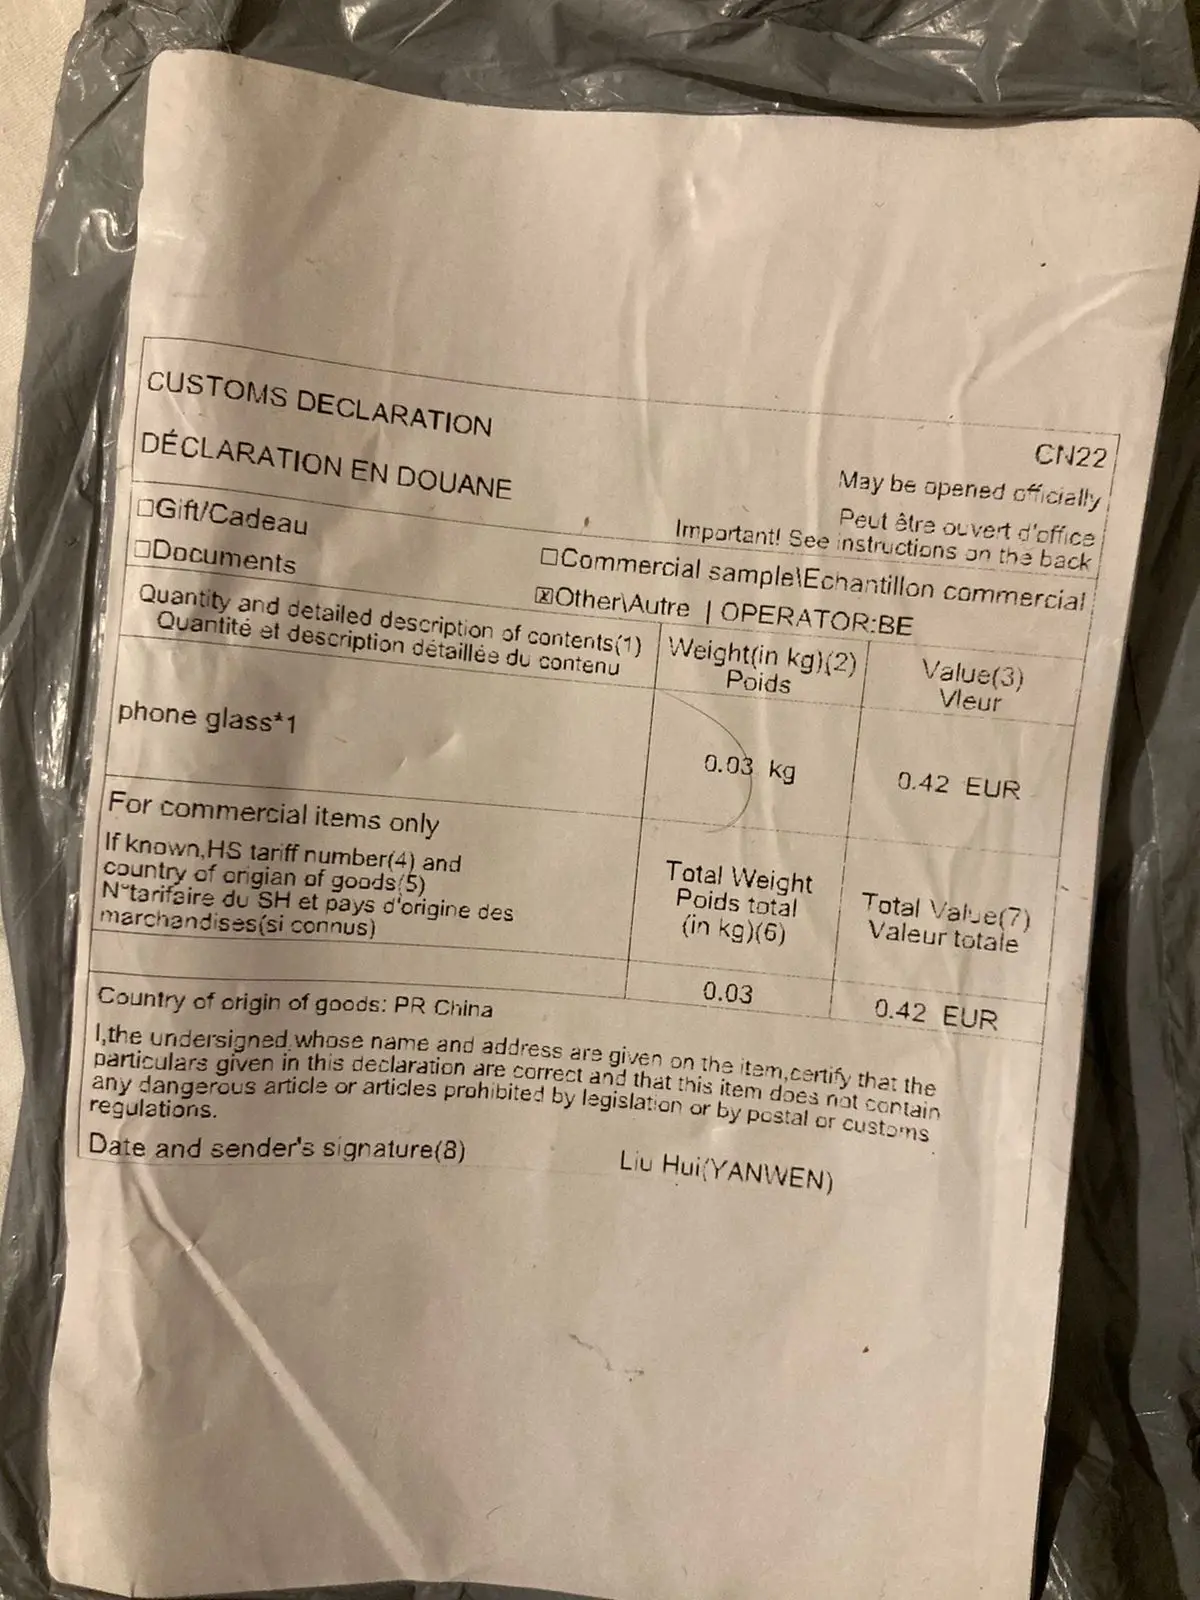 CUSTOMS DECLARATION
CN22
DÉCLARATION EN DOUANE
May be opened officially
Peut être ouvert d'office
Important! See instructions on the back
☐Gift/Cadeau
☐Commercial sample\Echantillon commercial
☐Documents
☒Other\Autre | OPERATOR:BE
Quantity and detailed description of contents(1)
Quantité et description détaillée du contenu
Weight(in kg)(2)
Poids
Value(3)
Vleur
phone glass*1
0.03 kg
0.42 EUR
For commercial items only
If known,HS tariff number(4) and
country of origian of goods(5)
N°tarifaire du SH et pays d'origine des
marchandises(si connus)
Total Weight
Poids total
(in kg)(6)
Total Value(7)
Valeur totale
0.03
0.42 EUR
Country of origin of goods: PR China
I,the undersigned,whose name and address are given on the item,certify that the
particulars given in this declaration are correct and that this item does not contain
any dangerous article or articles prohibited by legislation or by postal or customs
regulations.
Date and sender's signature(8)
Liu Hui(YANWEN)